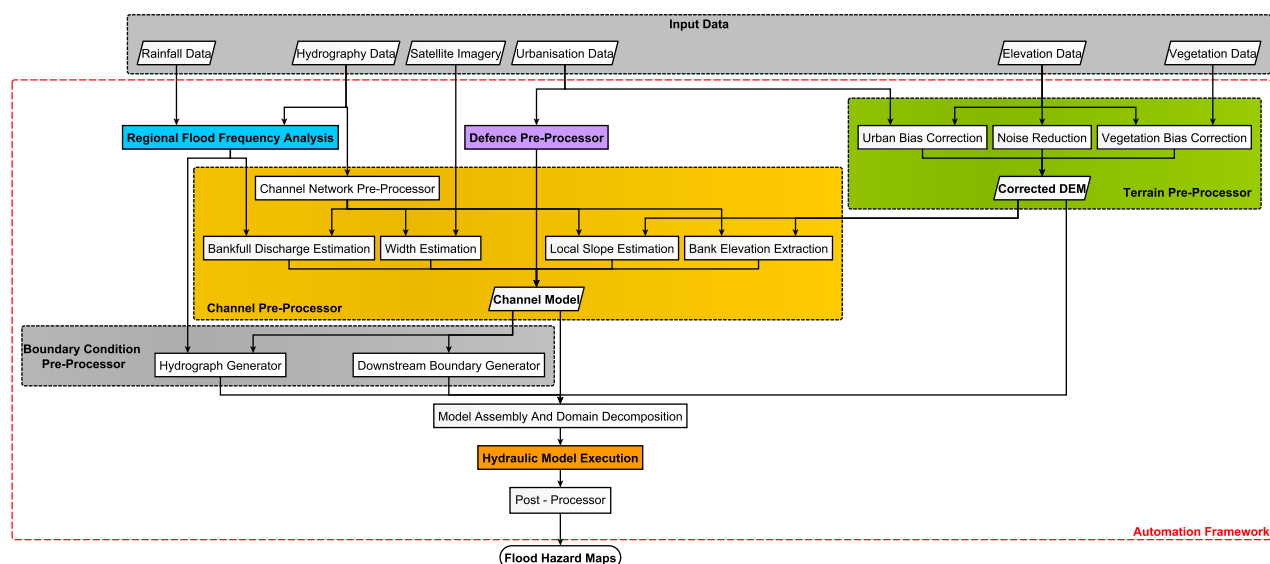 Input Data
Rainfall Data
Hydrography Data
Satellite Imagery
Urbanisation Data
Elevation Data
Vegetation Data
Regional Flood Frequency Analysis
Defence Pre-Processor
Urban Bias Correction
Noise Reduction
Vegetation Bias Correction
Channel Network Pre-Processor
Corrected DEM
Terrain Pre-Processor
Bankfull Discharge Estimation
Width Estimation
Local Slope Estimation
Bank Elevation Extraction
Channel Model
Channel Pre-Processor
Boundary Condition
Pre-Processor
Hydrograph Generator
Downstream Boundary Generator
Model Assembly And Domain Decomposition
Hydraulic Model Execution
Post - Processor
Automation Framework
Flood Hazard Maps